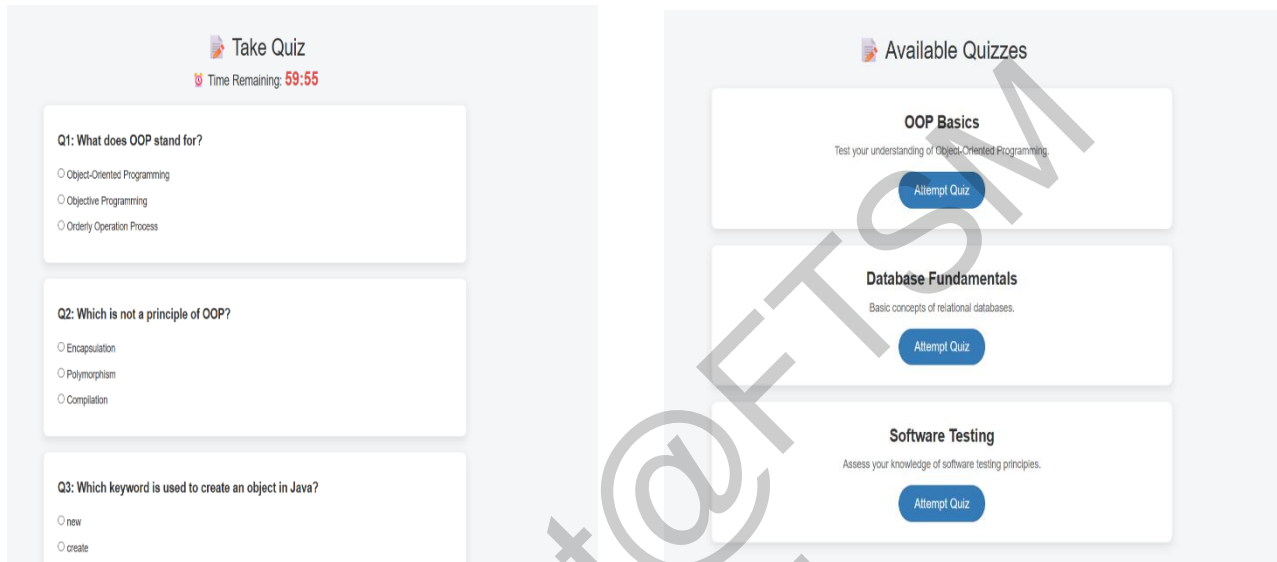 📝 Take Quiz
⏰ Time Remaining: 59:55
Q1: What does OOP stand for?
Object-Oriented Programming
Objective Programming
Orderly Operation Process
Q2: Which is not a principle of OOP?
Encapsulation
Polymorphism
Compilation
Q3: Which keyword is used to create an object in Java?
new
create
📝 Available Quizzes
OOP Basics
Test your understanding of Object-Oriented Programming.
Attempt Quiz
Database Fundamentals
Basic concepts of relational databases.
Attempt Quiz
Software Testing
Assess your knowledge of software testing principles.
Attempt Quiz
t@FTSM